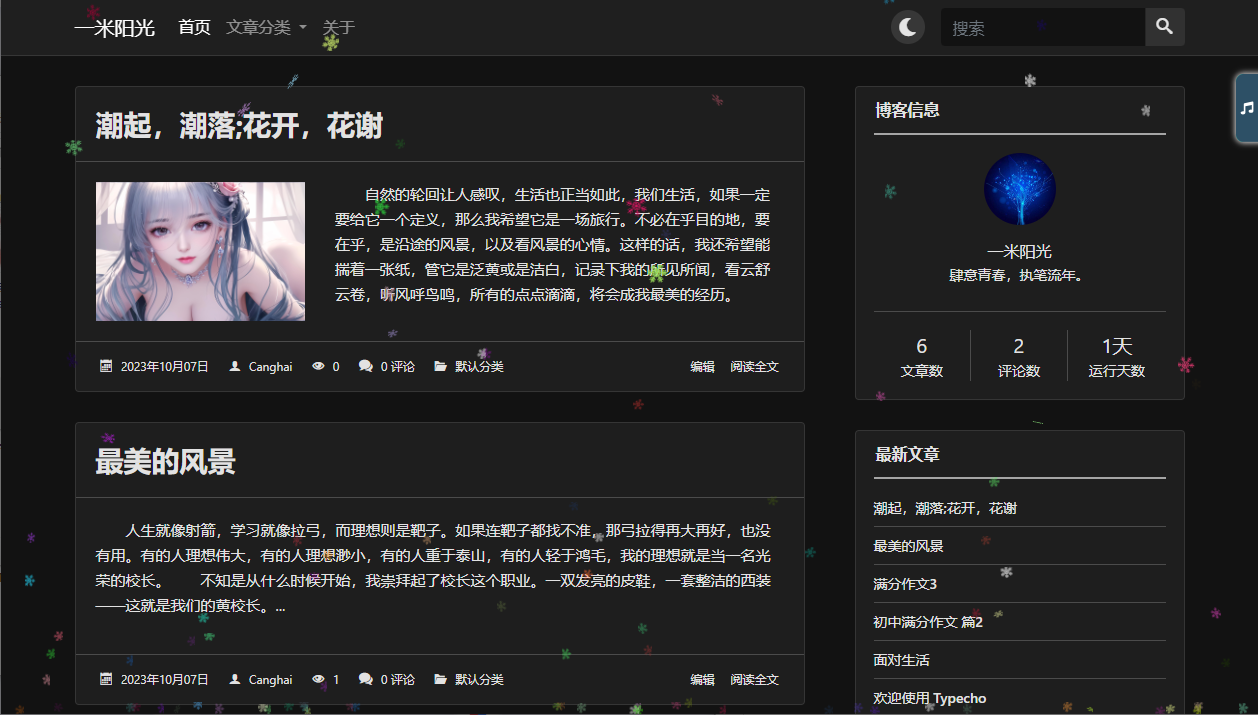 一米阳光 首页 文章分类 关于 搜索
潮起，潮落;花开，花谢
自然的轮回让人感叹，生活也正当如此，我们生活，如果一定
要给它一个定义，那么我希望它是一场旅行。不必在乎目的地，要
在乎，是沿途的风景，以及看风景的心情。这样的话，我还希望能
揣着一张纸，管它是泛黄或是洁白，记录下我的所见所闻，看云舒
云卷，听风呼鸟鸣，所有的点点滴滴，将会成我最美的经历。
2023年10月07日 Canghai 0 0 评论 默认分类 编辑 阅读全文
最美的风景
人生就像射箭，学习就像拉弓，而理想则是靶子。如果连靶子都找不准，那弓拉得再大再好，也没
有用。有的人理想伟大，有的人理想渺小，有的人重于泰山，有的人轻于鸿毛，我的理想就是当一名光
荣的校长。 不知是从什么时候开始，我崇拜起了校长这个职业。一双发亮的皮鞋，一套整洁的西装
——这就是我们的黄校长。...
2023年10月07日 Canghai 1 0 评论 默认分类 编辑 阅读全文
博客信息
一米阳光
肆意青春，执笔流年。
6 2 1天
文章数 评论数 运行天数
最新文章
潮起，潮落;花开，花谢
最美的风景
满分作文3
初中满分作文 篇2
面对生活
欢迎使用 Typecho